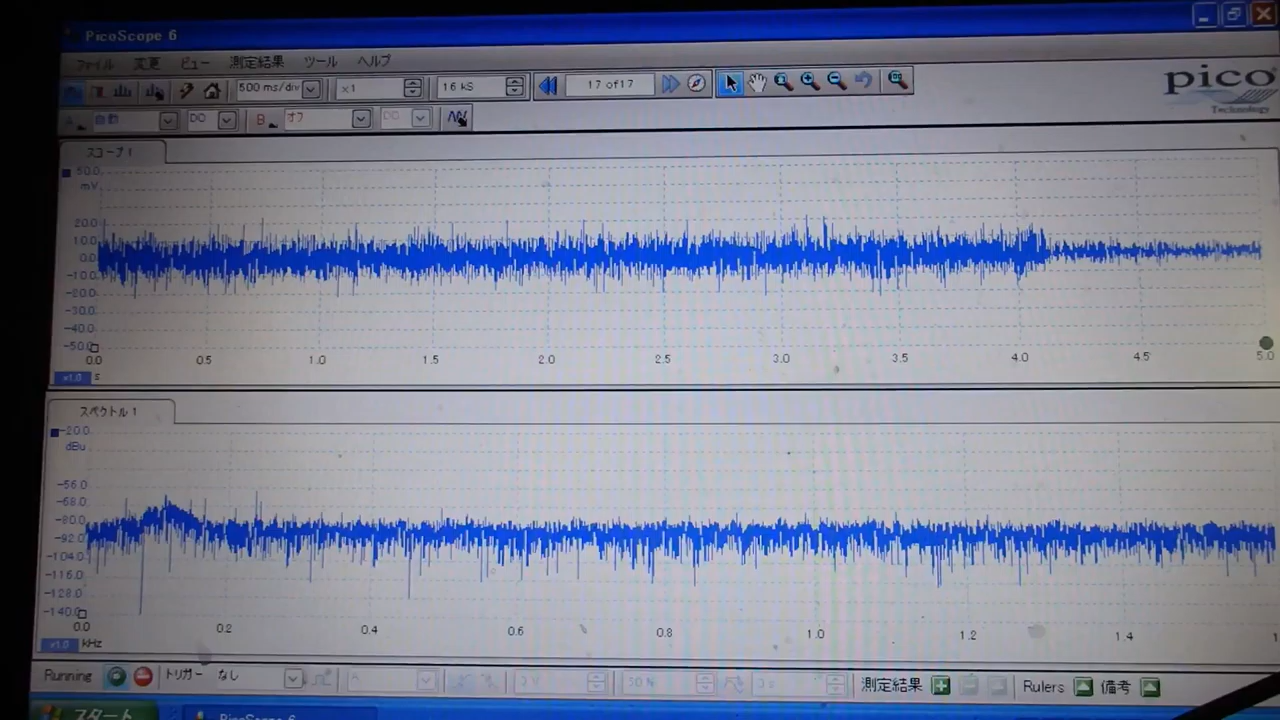 PicoScope 6
ファイル 変更 ビュー 測定結果 ツール ヘルプ
500 ms/div x1 16 kS 17 of17
pico
Technology
自動 DC B オフ DC
スコープ 1
50.0
mV
20.0
10.0
0.0
-10.0
-20.0
-30.0
-40.0
-50.0
0.0 0.5 1.0 1.5 2.0 2.5 3.0 3.5 4.0 4.5 5.0
x1.0 s
スペクトル 1
-20.0
dBu
-56.0
-68.0
-80.0
-92.0
-104.0
-116.0
-128.0
-140.0
0.0 0.2 0.4 0.6 0.8 1.0 1.2 1.4
x1.0 kHz
Running トリガー なし A 0 V 50 % 0 s 測定結果 Rulers 備考
スタート PicoScope 6